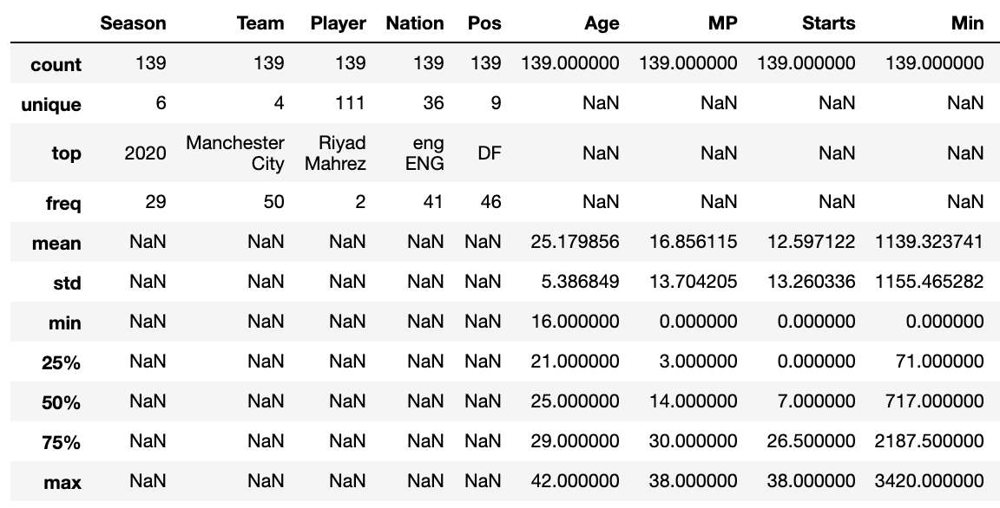 Season Team Player Nation Pos Age MP Starts Min
count 139 139 139 139 139 139.000000 139.000000 139.000000 139.000000
unique 6 4 111 36 9 NaN NaN NaN NaN
top 2020 Manchester City Riyad Mahrez eng ENG DF NaN NaN NaN NaN
freq 29 50 2 41 46 NaN NaN NaN NaN
mean NaN NaN NaN NaN NaN 25.179856 16.856115 12.597122 1139.323741
std NaN NaN NaN NaN NaN 5.386849 13.704205 13.260336 1155.465282
min NaN NaN NaN NaN NaN 16.000000 0.000000 0.000000 0.000000
25% NaN NaN NaN NaN NaN 21.000000 3.000000 0.000000 71.000000
50% NaN NaN NaN NaN NaN 25.000000 14.000000 7.000000 717.000000
75% NaN NaN NaN NaN NaN 29.000000 30.000000 26.500000 2187.500000
max NaN NaN NaN NaN NaN 42.000000 38.000000 38.000000 3420.000000